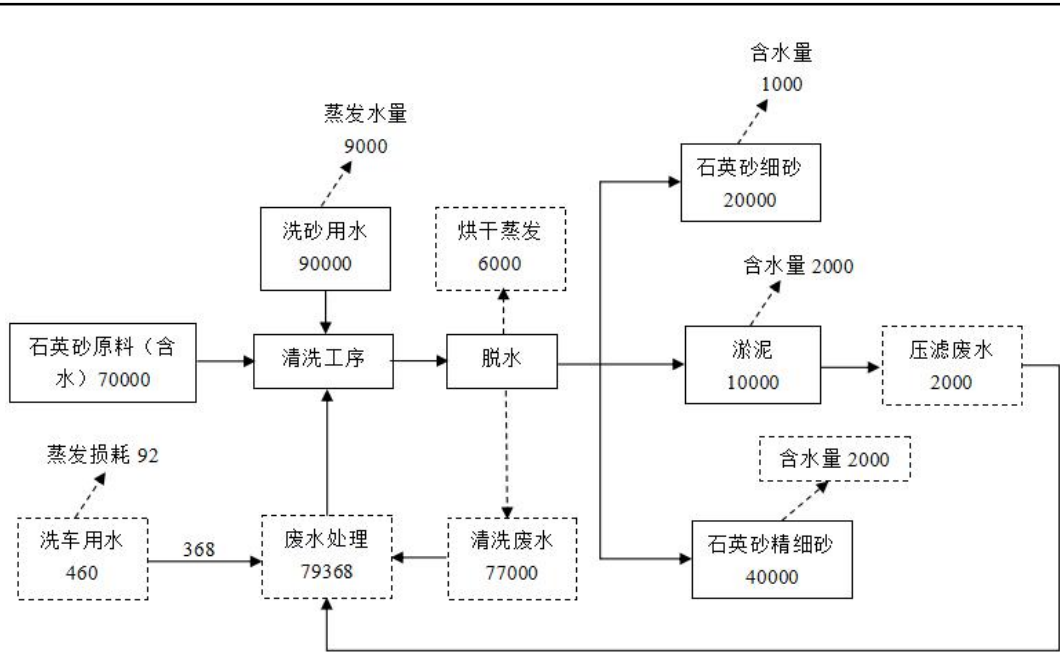 含水量
1000
蒸发水量
9000
石英砂细砂
20000
洗砂用水
90000
烘干蒸发
6000
含水量 2000
石英砂原料（含
水）70000
清洗工序
脱水
淤泥
10000
压滤废水
2000
蒸发损耗 92
含水量 2000
洗车用水
460
368
废水处理
79368
清洗废水
77000
石英砂精细砂
40000